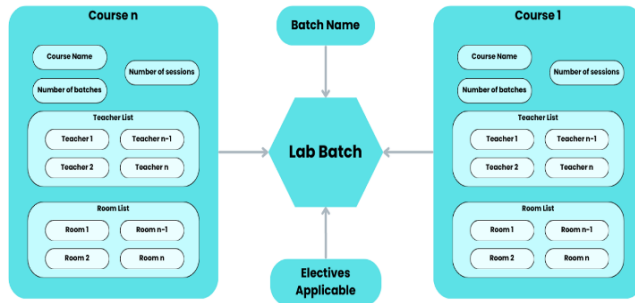 Course n
Course Name
Number of sessions
Number of batches
Teacher List
Teacher 1
Teacher n-1
Teacher 2
Teacher n
Room List
Room 1
Room n-1
Room 2
Room n
Batch Name
Lab Batch
Electives
Applicable
Course 1
Course Name
Number of sessions
Number of batches
Teacher List
Teacher 1
Teacher n-1
Teacher 2
Teacher n
Room List
Room 1
Room n-1
Room 2
Room n